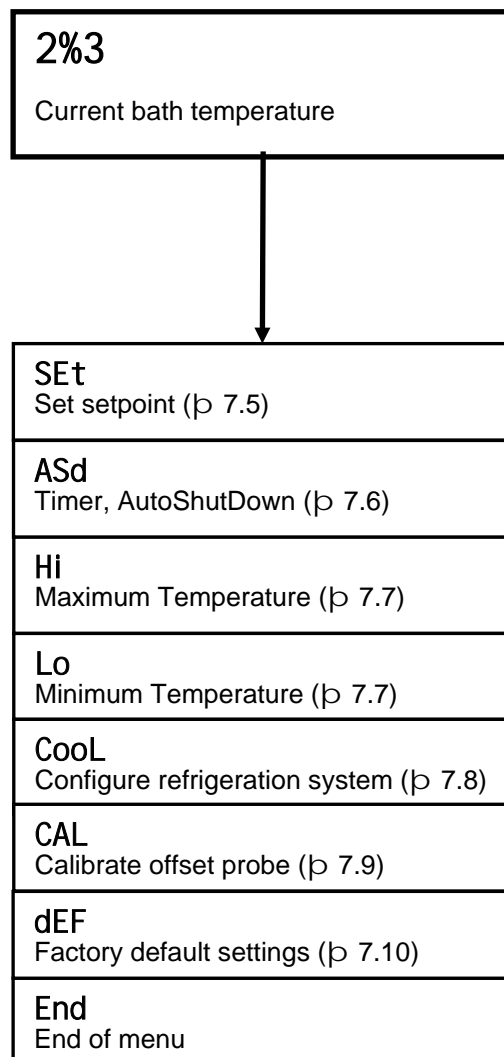 2%3
Current bath temperature
SEt
Set setpoint (þ 7.5)
ASd
Timer, AutoShutDown (þ 7.6)
Hi
Maximum Temperature (þ 7.7)
Lo
Minimum Temperature (þ 7.7)
CooL
Configure refrigeration system (þ 7.8)
CAL
Calibrate offset probe (þ 7.9)
dEF
Factory default settings (þ 7.10)
End
End of menu